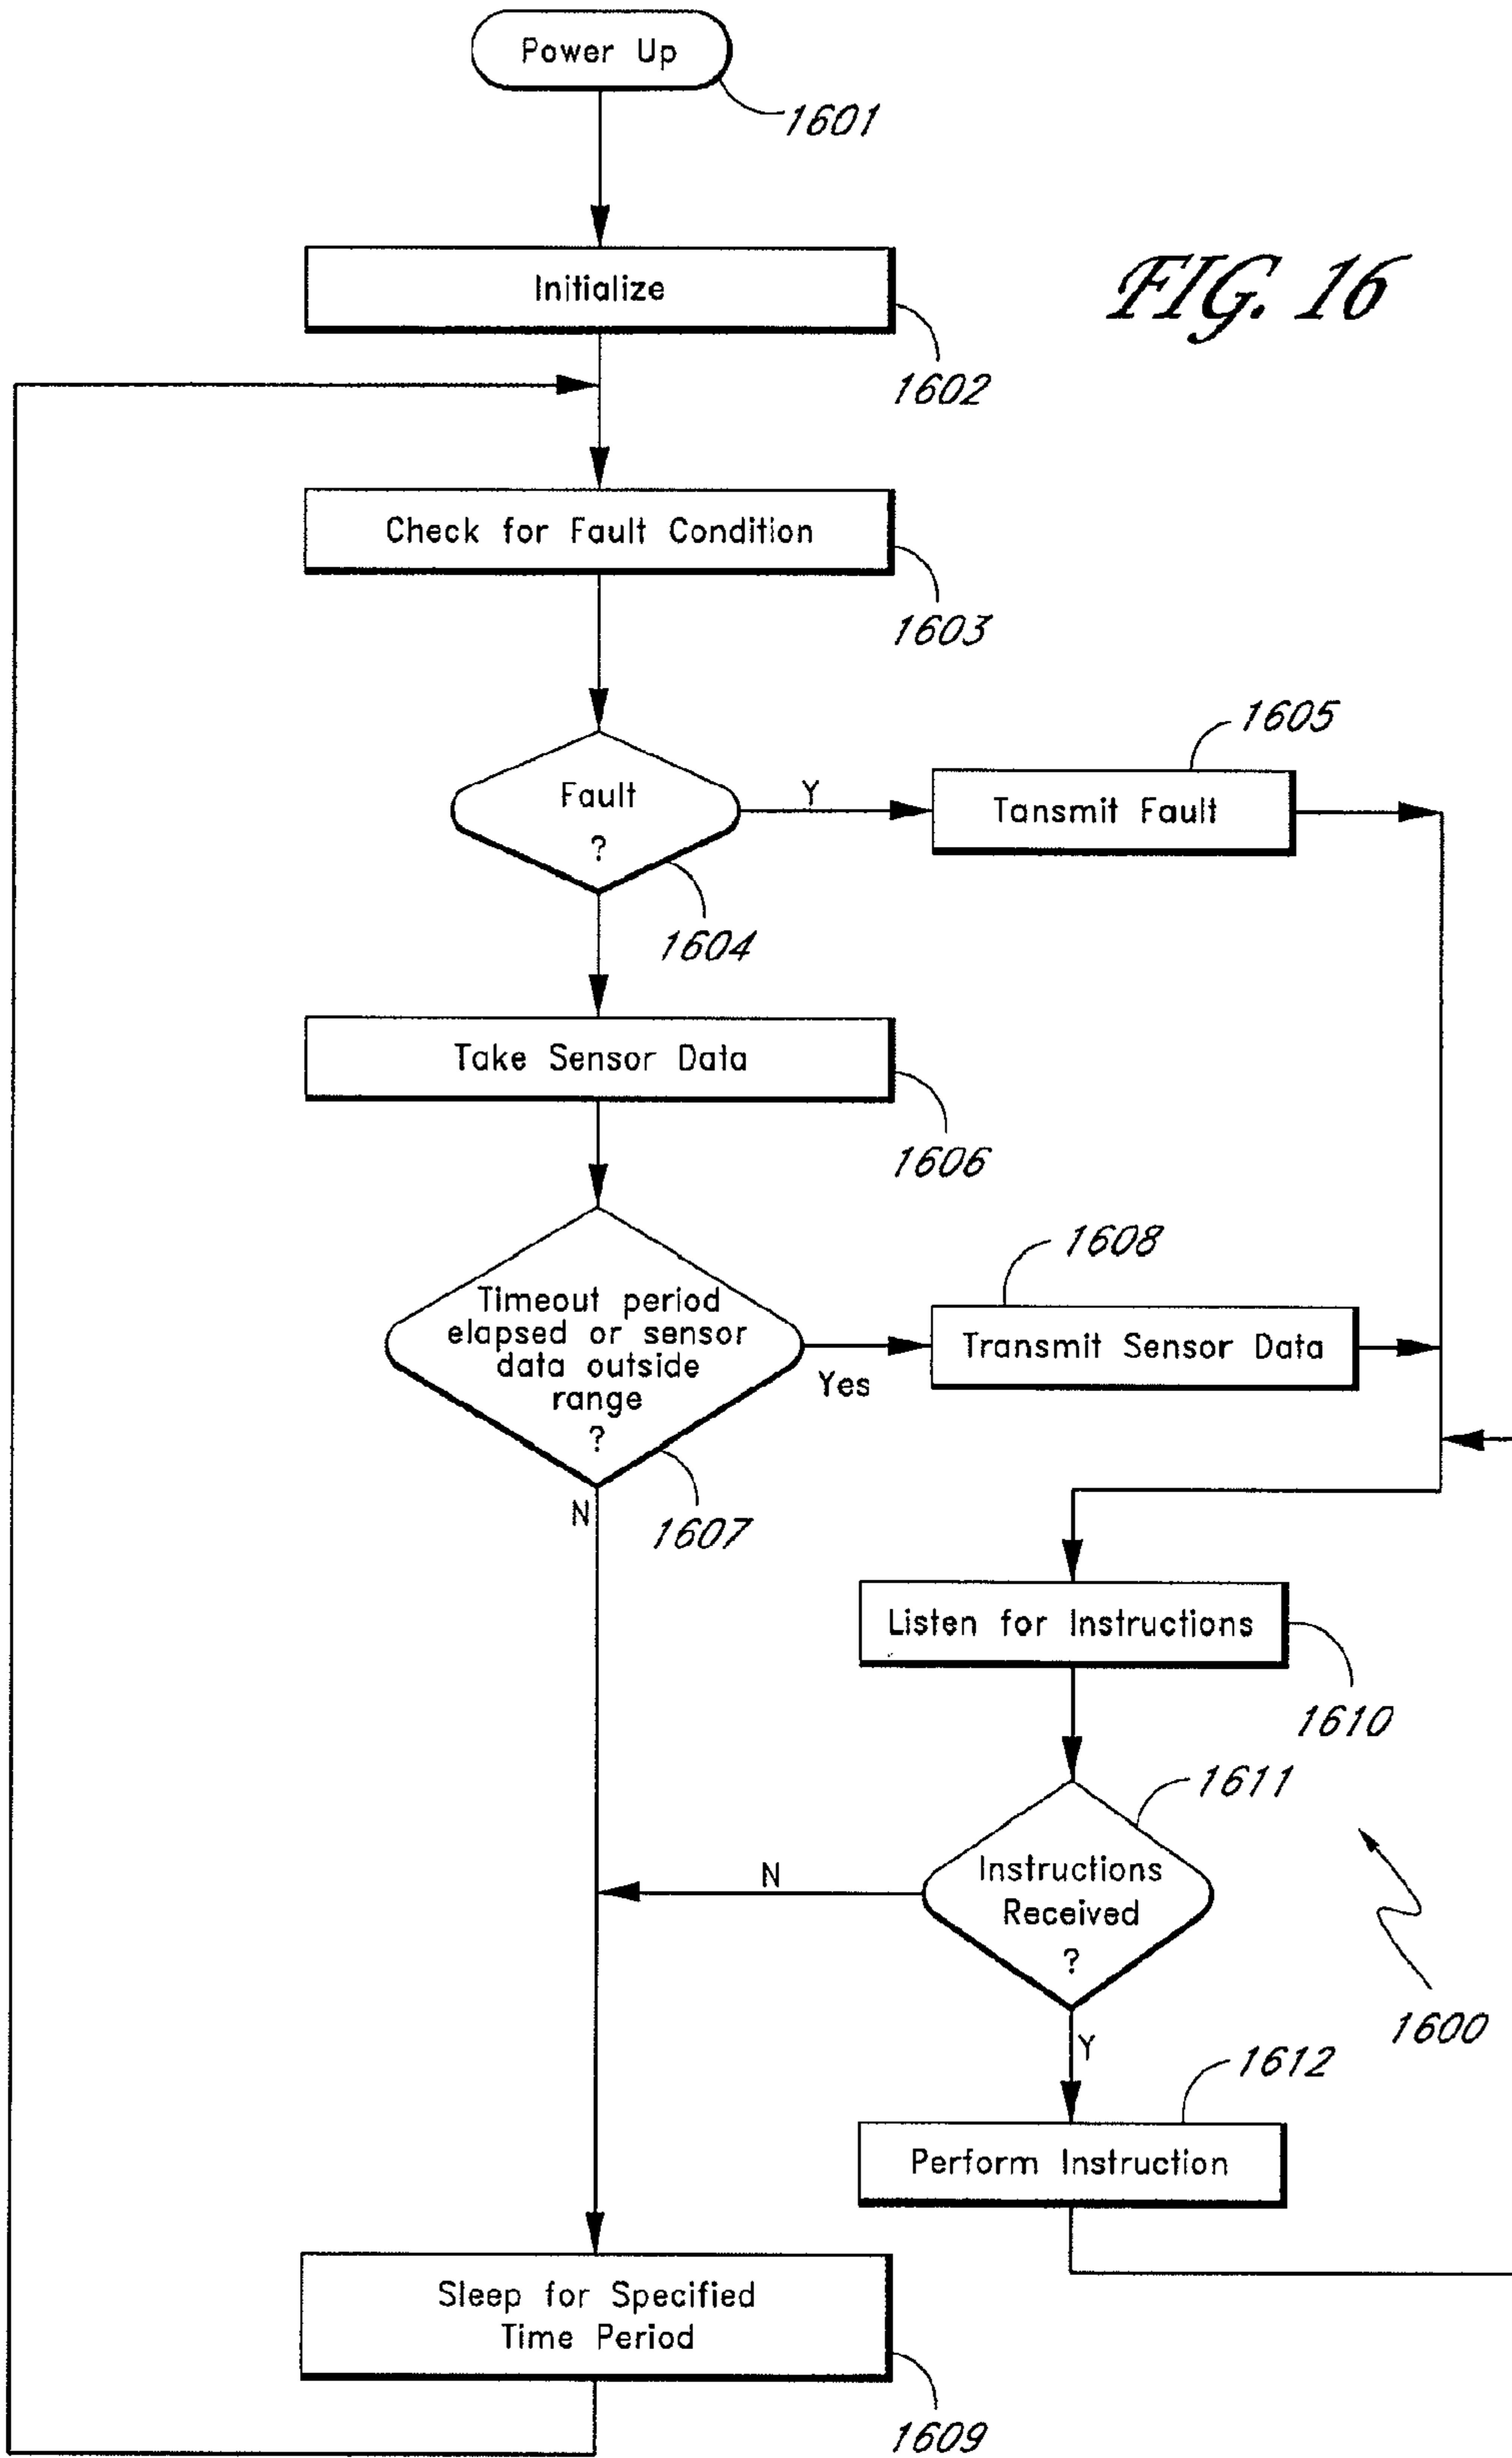 Power Up
1601
Initialize
FIG. 16
1602
Check for Fault Condition
1603
1605
Fault
?
Y
Tansmit Fault
1604
Take Sensor Data
1606
1608
Timeout period
elapsed or sensor
data outside
range
?
Yes
Transmit Sensor Data
N
1607
Listen for Instructions
1610
1611
Instructions
Received
?
N
1600
Y
1612
Perform Instruction
Sleep for Specified
Time Period
1609